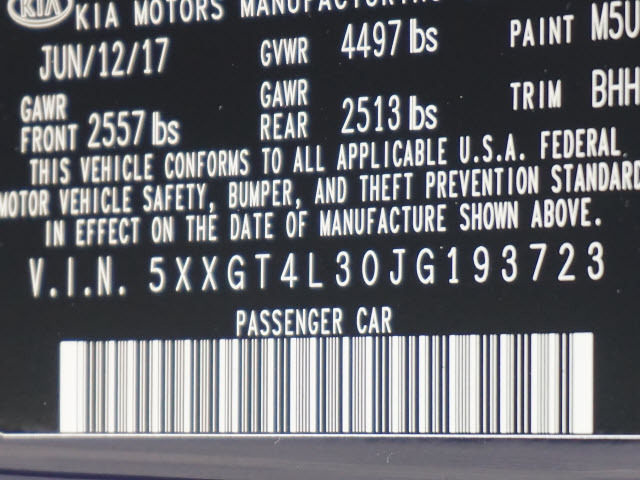 KIA KIA MOTORS MANUFACTURING
JUN/12/17 GVWR 4497 lbs PAINT M5U
GAWR FRONT 2557 lbs GAWR REAR 2513 lbs TRIM BHH
THIS VEHICLE CONFORMS TO ALL APPLICABLE U.S.A. FEDERAL
MOTOR VEHICLE SAFETY, BUMPER, AND THEFT PREVENTION STANDARD
IN EFFECT ON THE DATE OF MANUFACTURE SHOWN ABOVE.
V.I.N. 5XXGT4L30JG193723
PASSENGER CAR